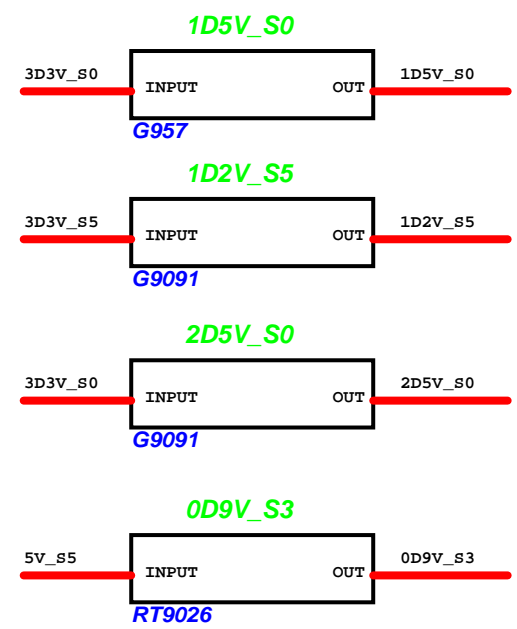 1D5V_S0
3D3V_S0
1D5V_S0
INPUT
OUT
G957
1D2V_S5
3D3V_S5
1D2V_S5
INPUT
OUT
G9091
2D5V_S0
3D3V_S0
2D5V_S0
INPUT
OUT
G9091
0D9V_S3
5V_S5
0D9V_S3
INPUT
OUT
RT9026